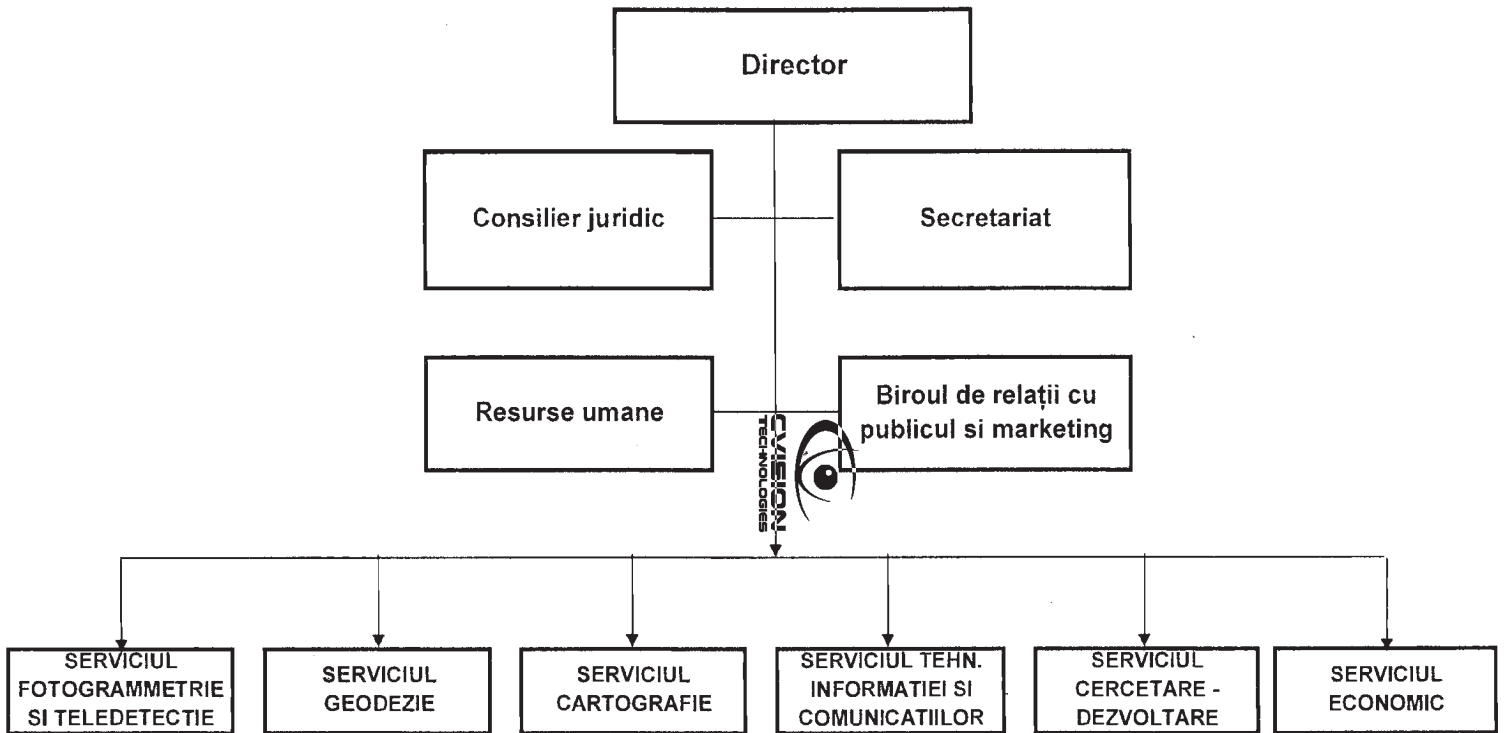 Director
Consilier juridic
Secretariat
Resurse umane
Biroul de relații cu
publicul si marketing
CVISION
TECHNOLOGIES
SERVICIUL
FOTOGRAMMETRIE
SI TELEDETECTIE
SERVICIUL
GEODEZIE
SERVICIUL
CARTOGRAFIE
SERVICIUL TEHN.
INFORMATIEI SI
COMUNICATIILOR
SERVICIUL
CERCETARE -
DEZVOLTARE
SERVICIUL
ECONOMIC